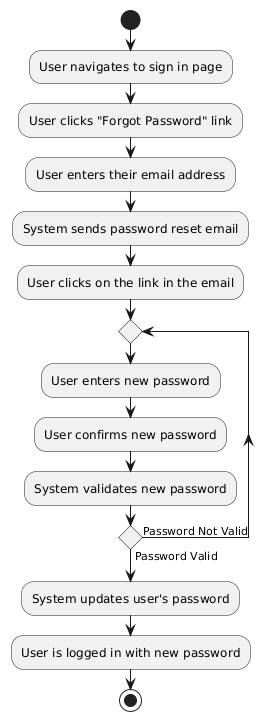 User navigates to sign in page
User clicks "Forgot Password" link
User enters their email address
System sends password reset email
User clicks on the link in the email
User enters new password
User confirms new password
System validates new password
Password Not Valid
Password Valid
System updates user's password
User is logged in with new password